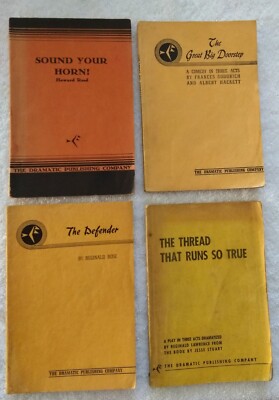 SOUND YOUR
HORN!
Howard Reed
THE DRAMATIC PUBLISHING COMPANY
The
Great Big Doorstep
A COMEDY IN THREE ACTS
BY FRANCES GOODRICH
AND ALBERT HACKETT
THE DRAMATIC PUBLISHING COMPANY
The Defender
BY REGINALD ROSE
THE DRAMATIC PUBLISHING COMPANY
THE THREAD
THAT RUNS SO TRUE
A PLAY IN THREE ACTS DRAMATIZED
BY REGINALD LAWRENCE FROM
THE BOOK BY JESSE STUART
THE DRAMATIC PUBLISHING COMPANY